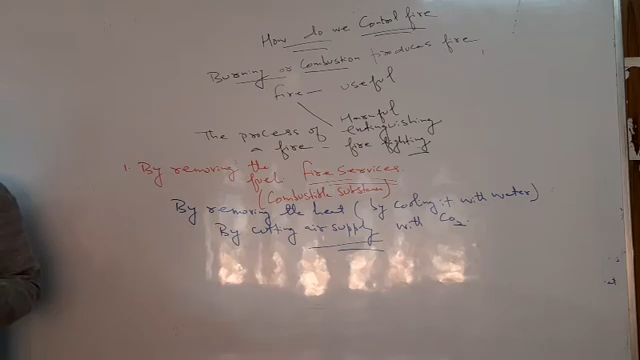 How do we Control fire
Burning or Combustion produces fire
fire — useful
Harmful
The process of extinguishing
a fire - fire fighting
1. By removing the
fuel fire services.
(Combustible substance)
By removing the heat (by cooling it with water)
By cutting air supply with CO2.